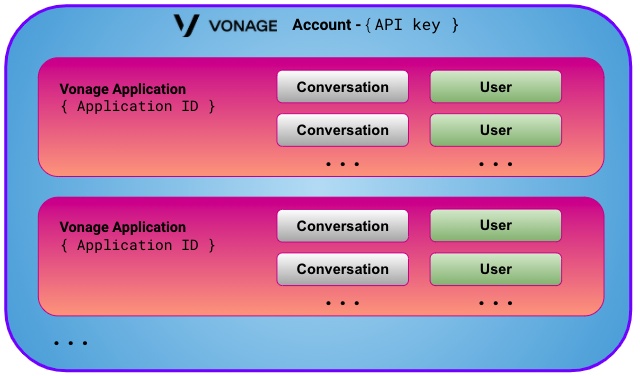 VONAGE Account - { API key }
Vonage Application
{ Application ID }
Conversation User
Conversation User
• • • • • •
Vonage Application
{ Application ID }
Conversation User
Conversation User
• • • • • •
• • •